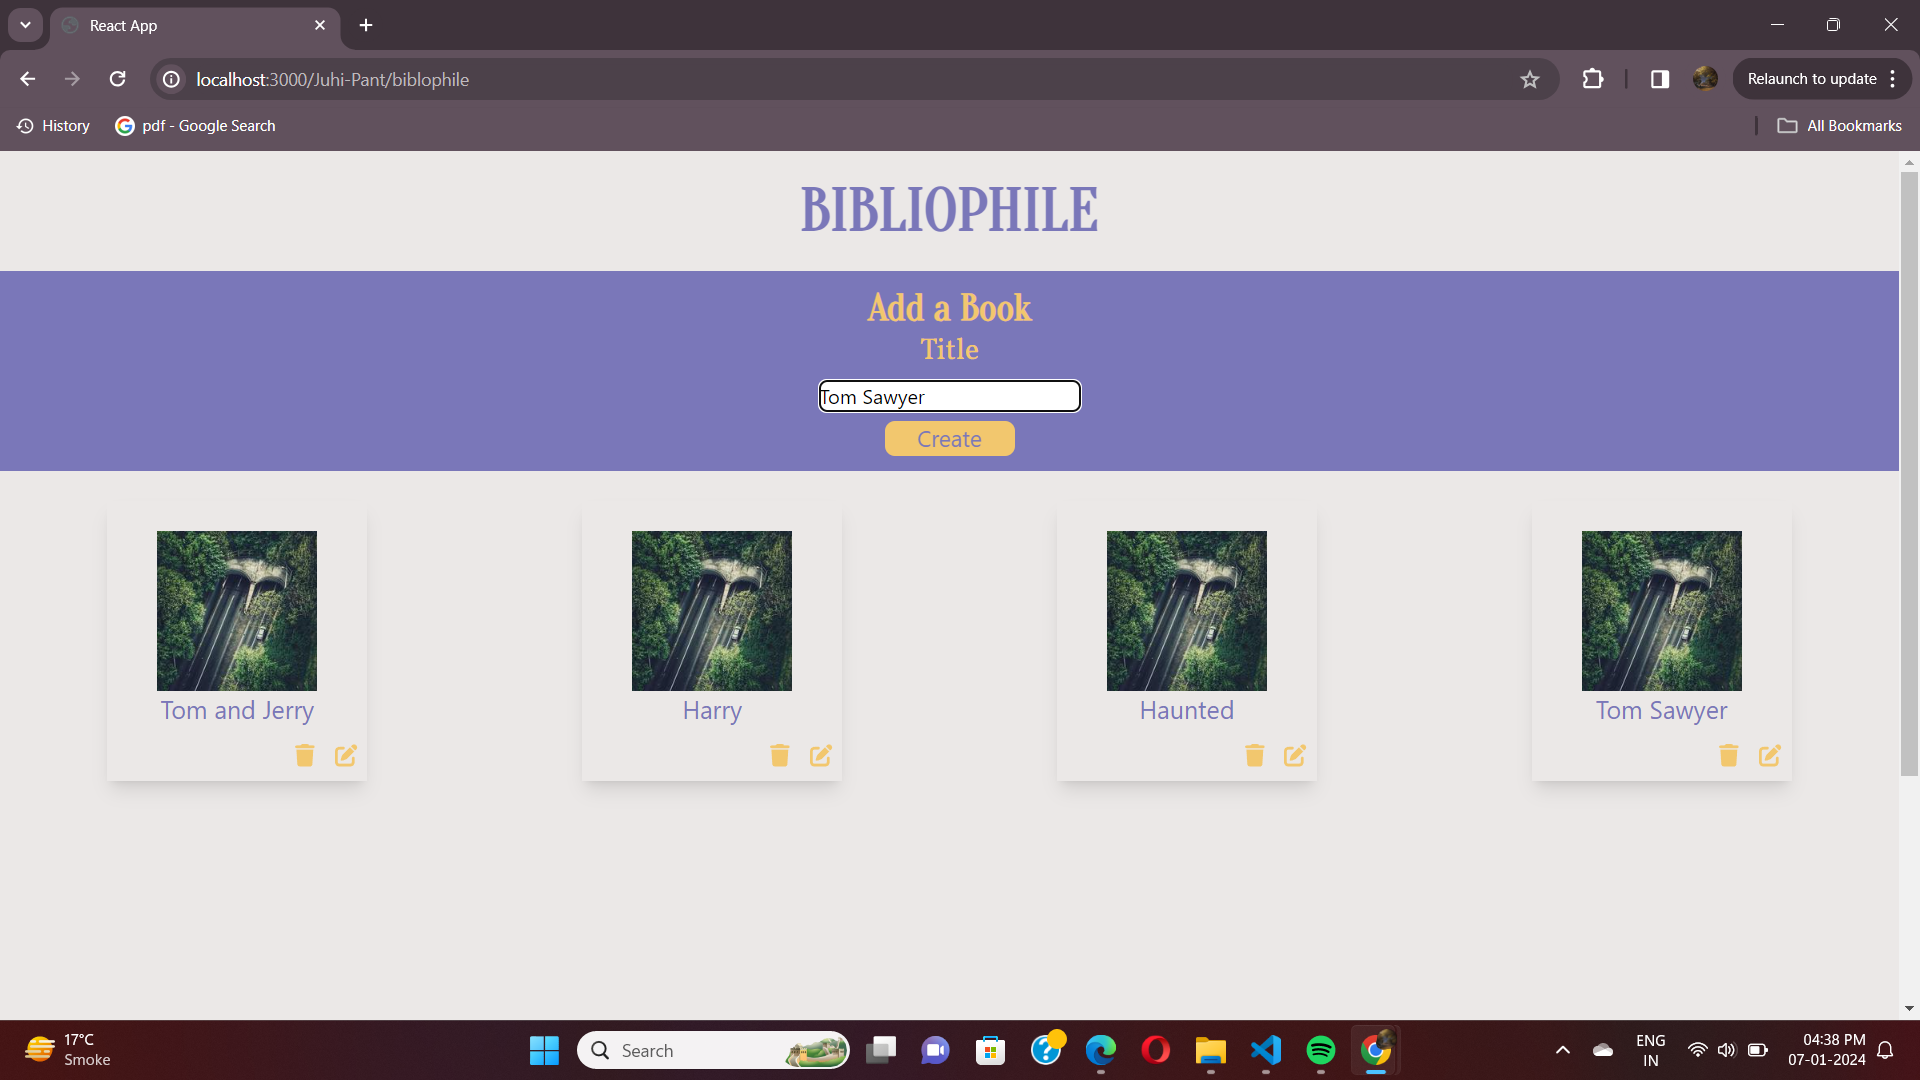 React App
localhost:3000/Juhi-Pant/biblophile
Relaunch to update
History
pdf - Google Search
All Bookmarks
BIBLIOPHILE
Add a Book
Title
Tom Sawyer
Create
Tom and Jerry
Harry
Haunted
Tom Sawyer
17°C
Smoke
Search
ENG
IN
04:38 PM
07-01-2024